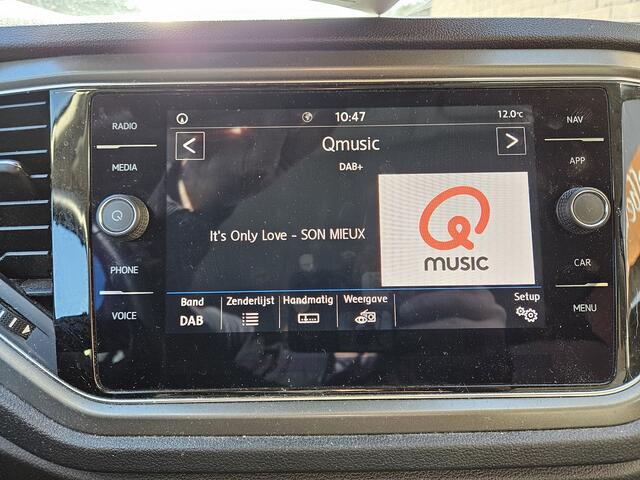 RADIO
MEDIA
PHONE
VOICE
10:47
12.0°C
<
Qmusic
>
DAB+
It's Only Love - SON MIEUX
Q
MUSIC
Band
DAB
Zenderlijst
Handmatig
Weergave
Setup
NAV
APP
CAR
MENU